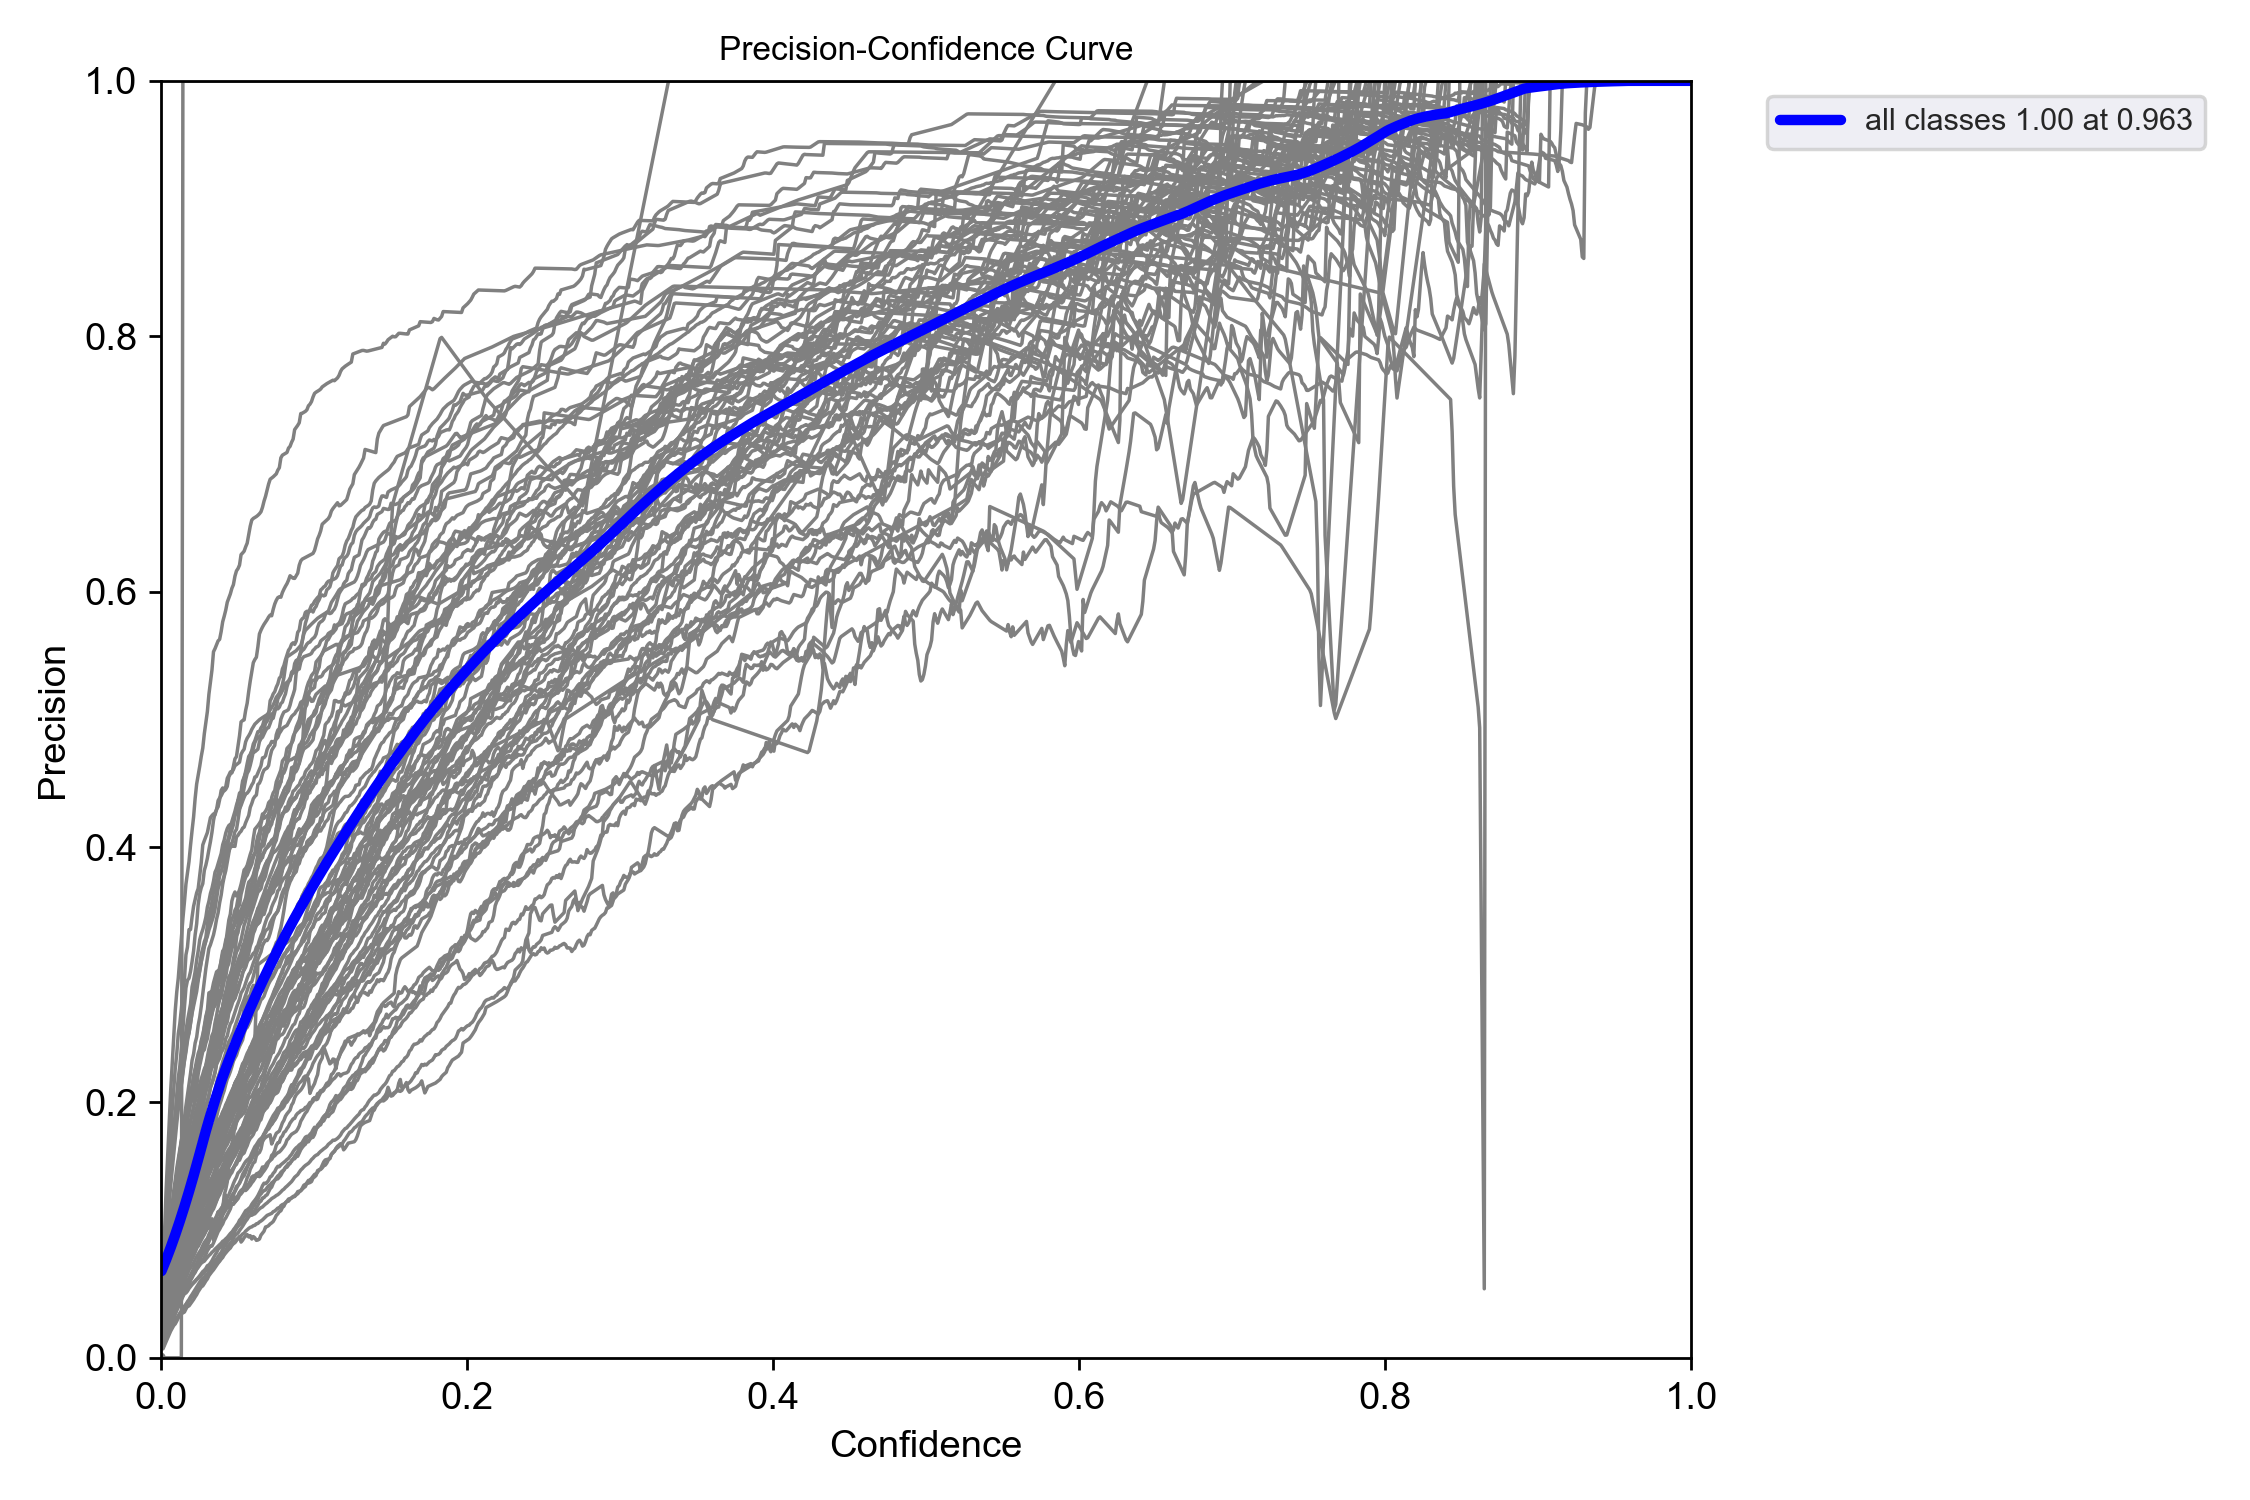 Precision-Confidence Curve
all classes 1.00 at 0.963
1.0
0.8
0.6
0.4
0.2
0.0
Precision
0.0 0.2 0.4 0.6 0.8 1.0
Confidence